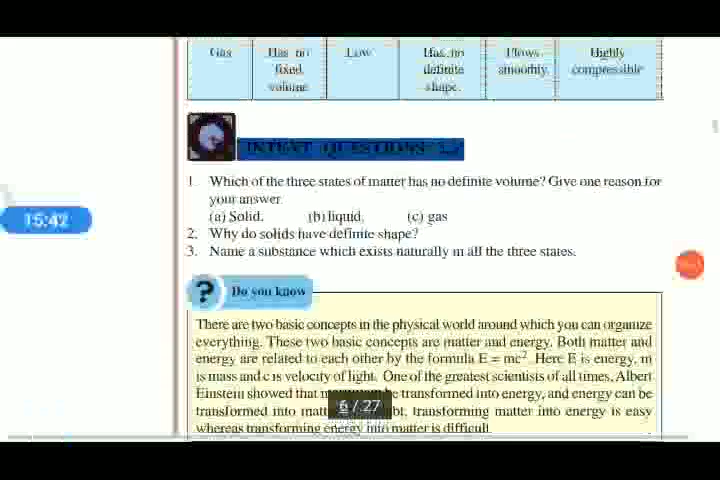 Gas Has no Low Has no Flows Highly
fixed definite smoothly. compressible
volume shape.
INTEXT QUESTIONS
1. Which of the three states of matter has no definite volume? Give one reason for
your answer.
15:42
(a) Solid. (b) liquid. (c) gas
2. Why do solids have definite shape?
3. Name a substance which exists naturally in all the three states.
? Do you know
There are two basic concepts in the physical world around which you can organize
everything. These two basic concepts are matter and energy. Both matter and
energy are related to each other by the formula E = mc². Here E is energy, m
is mass and c is velocity of light. One of the greatest scientists of all times, Albert
Einstein showed that be transformed into energy, and energy can be
6 / 27
transformed into transforming matter into energy is easy
whereas transforming energy into matter is difficult.